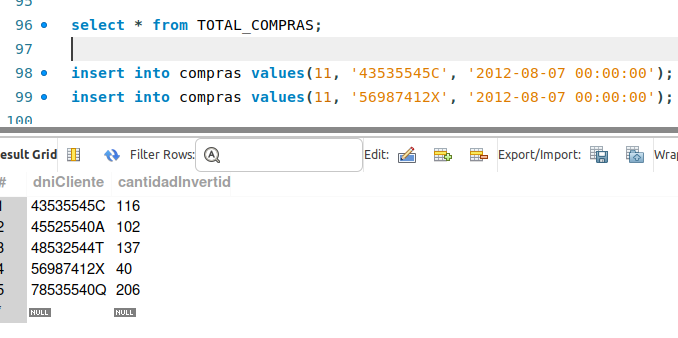 95
96 select * from TOTAL_COMPRAS;
97
98 insert into compras values(11, '43535545C', '2012-08-07 00:00:00');
99 insert into compras values(11, '56987412X', '2012-08-07 00:00:00');
100
esult Grid Filter Rows: Edit: Export/Import: Wrap
# dniCliente cantidadInvertid
1 43535545C 116
2 45525540A 102
3 48532544T 137
4 56987412X 40
5 78535540Q 206
* NULL NULL